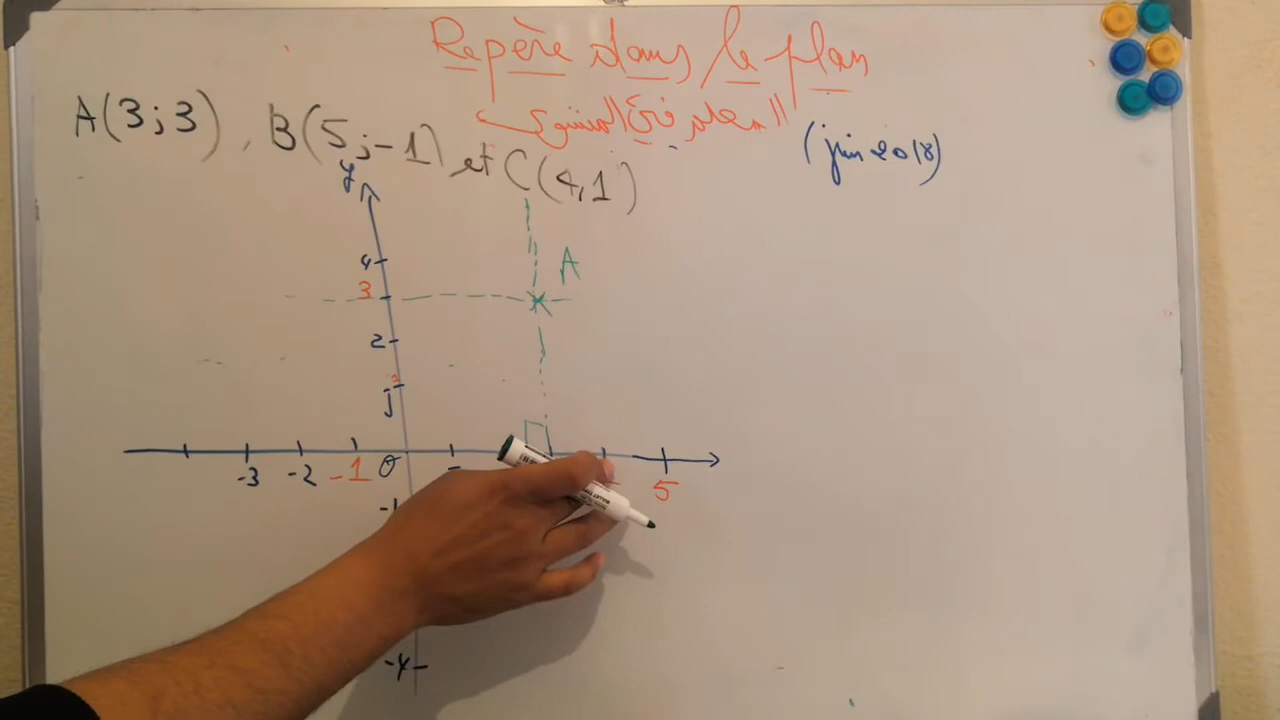 Repère dans le plan
المعلم في المستوى
A(3;3), B(5;-1) et C(4,1)
(juin 2018)
y
4
3
A
2
j
-3 -2 -1 O 5
-1
-4